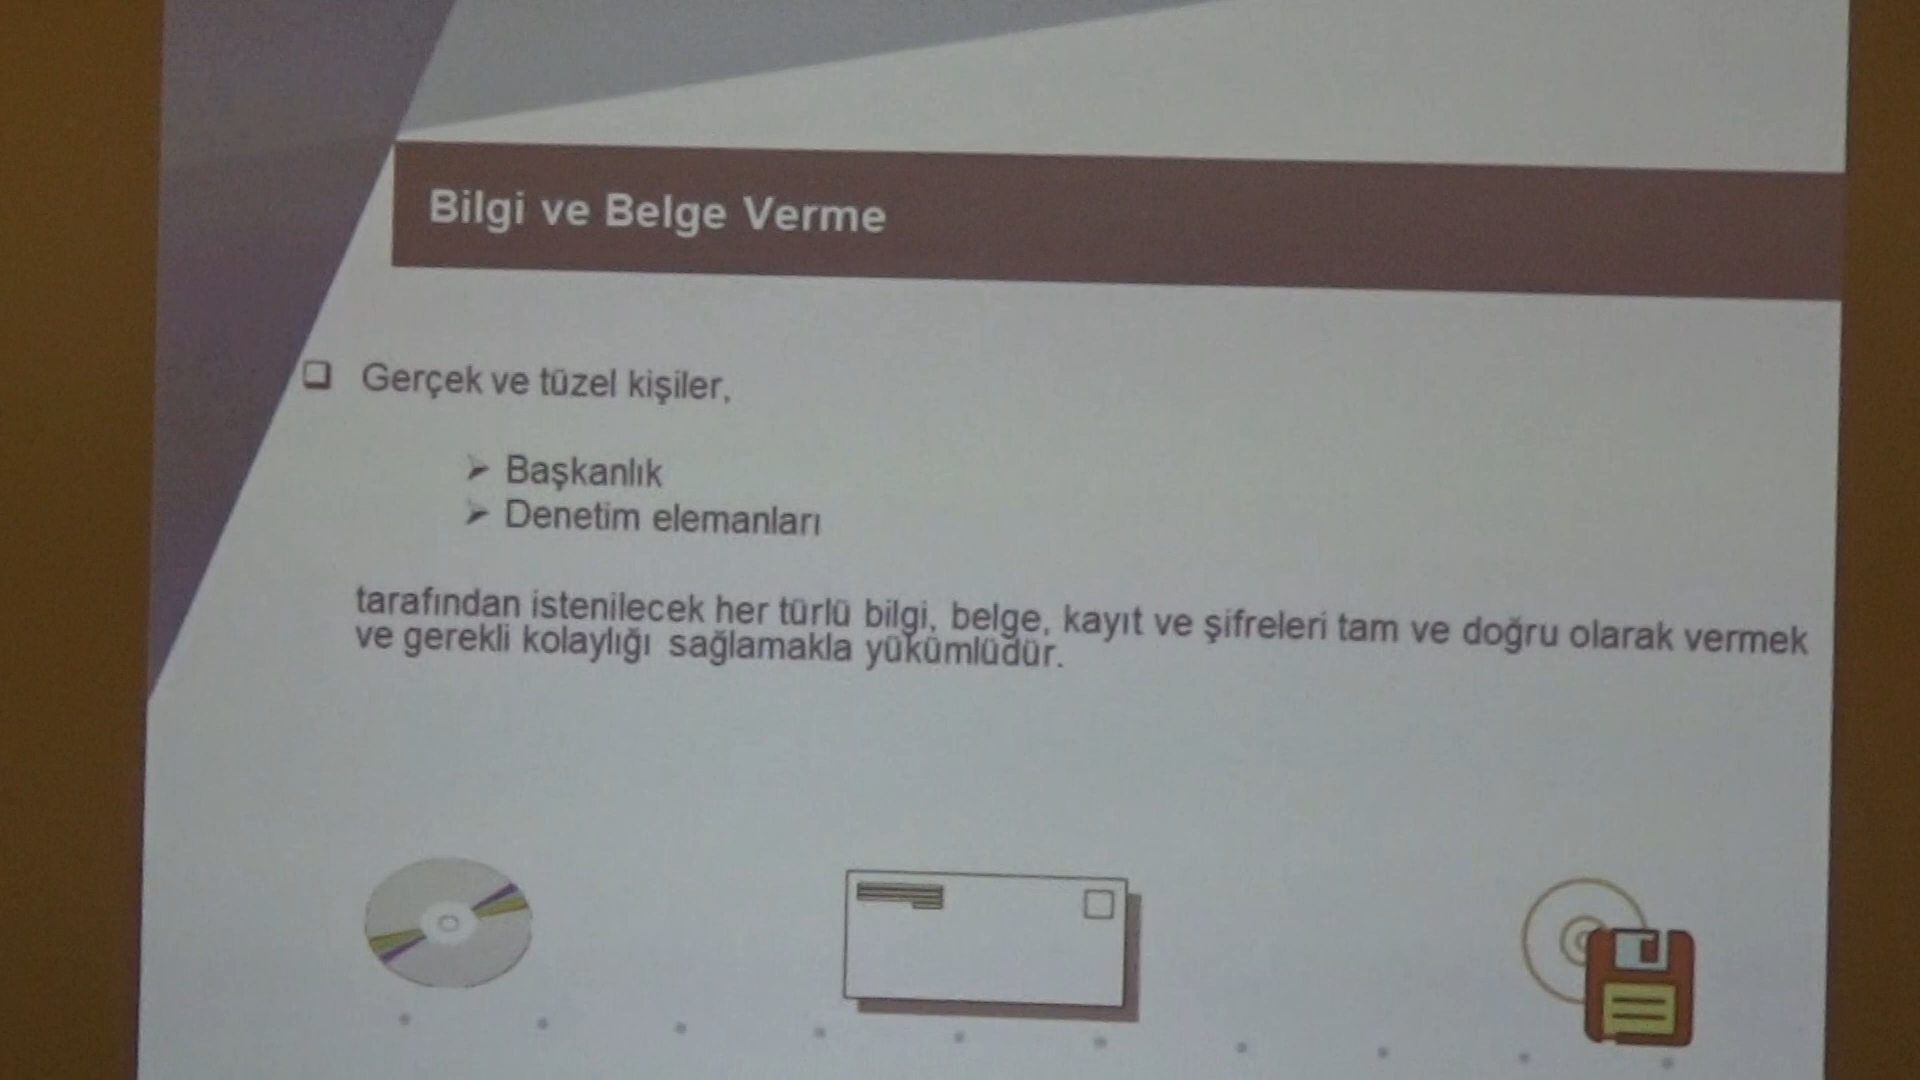 Bilgi ve Belge Verme
Gerçek ve tüzel kişiler,
Başkanlık
Denetim elemanları
tarafından istenilecek her türlü bilgi, belge, kayıt ve şifreleri tam ve doğru olarak vermek
ve gerekli kolaylığı sağlamakla yükümlüdür.